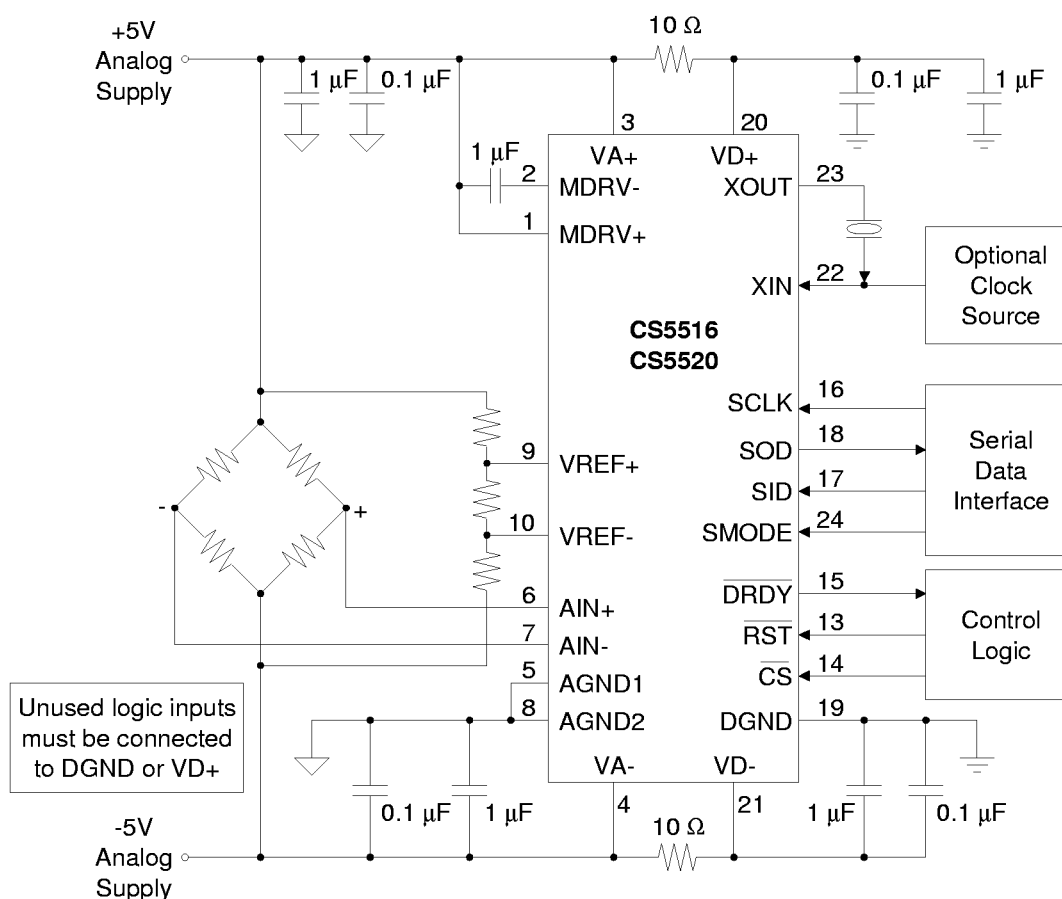 +5V
Analog
Supply
1 µF
0.1 µF
10 Ω
0.1 µF
1 µF
3
20
VA+
VD+
1 µF
2
MDRV-
XOUT
23
1
MDRV+
XIN
22
Optional
Clock
Source
CS5516
CS5520
SCLK
16
SOD
18
SID
17
SMODE
24
Serial
Data
Interface
9
VREF+
10
VREF-
-
+
6
AIN+
7
AIN-
5
AGND1
8
AGND2
DRDY
15
RST
13
CS
14
Control
Logic
DGND
19
Unused logic inputs
must be connected
to DGND or VD+
VA-
VD-
4
21
0.1 µF
1 µF
10 Ω
1 µF
0.1 µF
-5V
Analog
Supply